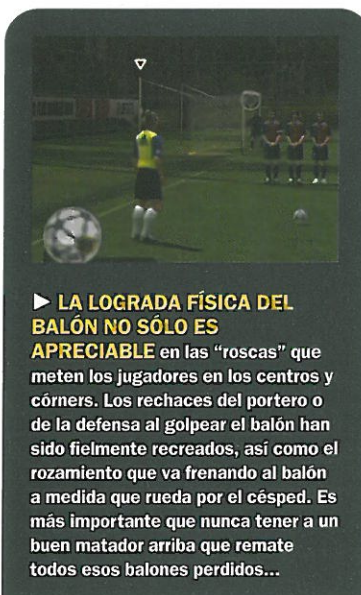 ▶ LA LOGRADA FÍSICA DEL
BALÓN NO SÓLO ES
APRECIABLE en las “roscas” que
meten los jugadores en los centros y
córners. Los rechaces del portero o
de la defensa al golpear el balón han
sido fielmente recreados, así como el
rozamiento que va frenando al balón
a medida que rueda por el césped. Es
más importante que nunca tener a un
buen matador arriba que remate
todos esos balones perdidos...